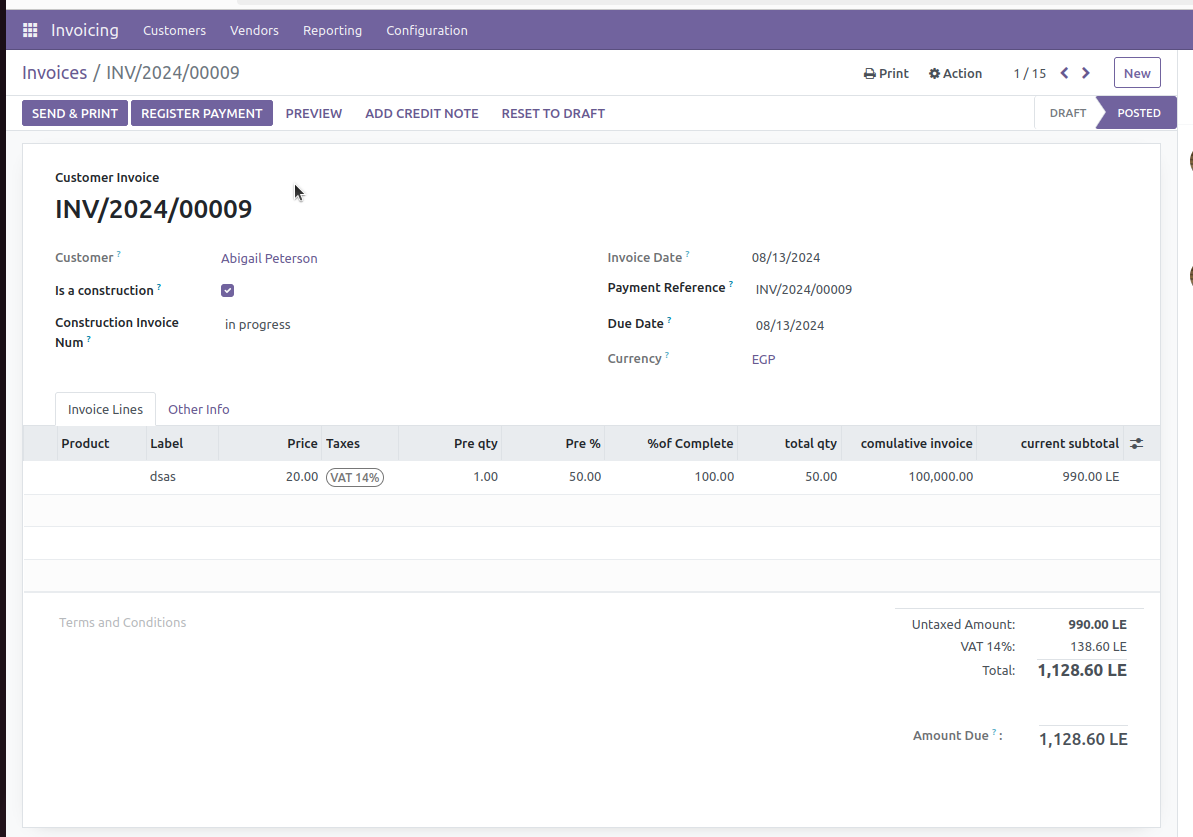 Invoicing Customers Vendors Reporting Configuration
Invoices / INV/2024/00009 Print Action 1 / 15 New
SEND & PRINT REGISTER PAYMENT PREVIEW ADD CREDIT NOTE RESET TO DRAFT DRAFT POSTED
Customer Invoice
INV/2024/00009
Customer ? Abigail Peterson
Is a construction ?
Construction Invoice Num ? in progress
Invoice Date ? 08/13/2024
Payment Reference ? INV/2024/00009
Due Date ? 08/13/2024
Currency ? EGP
Invoice Lines Other Info
Product Label Price Taxes Pre qty Pre % %of Complete total qty comulative invoice current subtotal
dsas 20.00 VAT 14% 1.00 50.00 100.00 50.00 100,000.00 990.00 LE
Terms and Conditions
Untaxed Amount: 990.00 LE
VAT 14%: 138.60 LE
Total: 1,128.60 LE
Amount Due ? : 1,128.60 LE